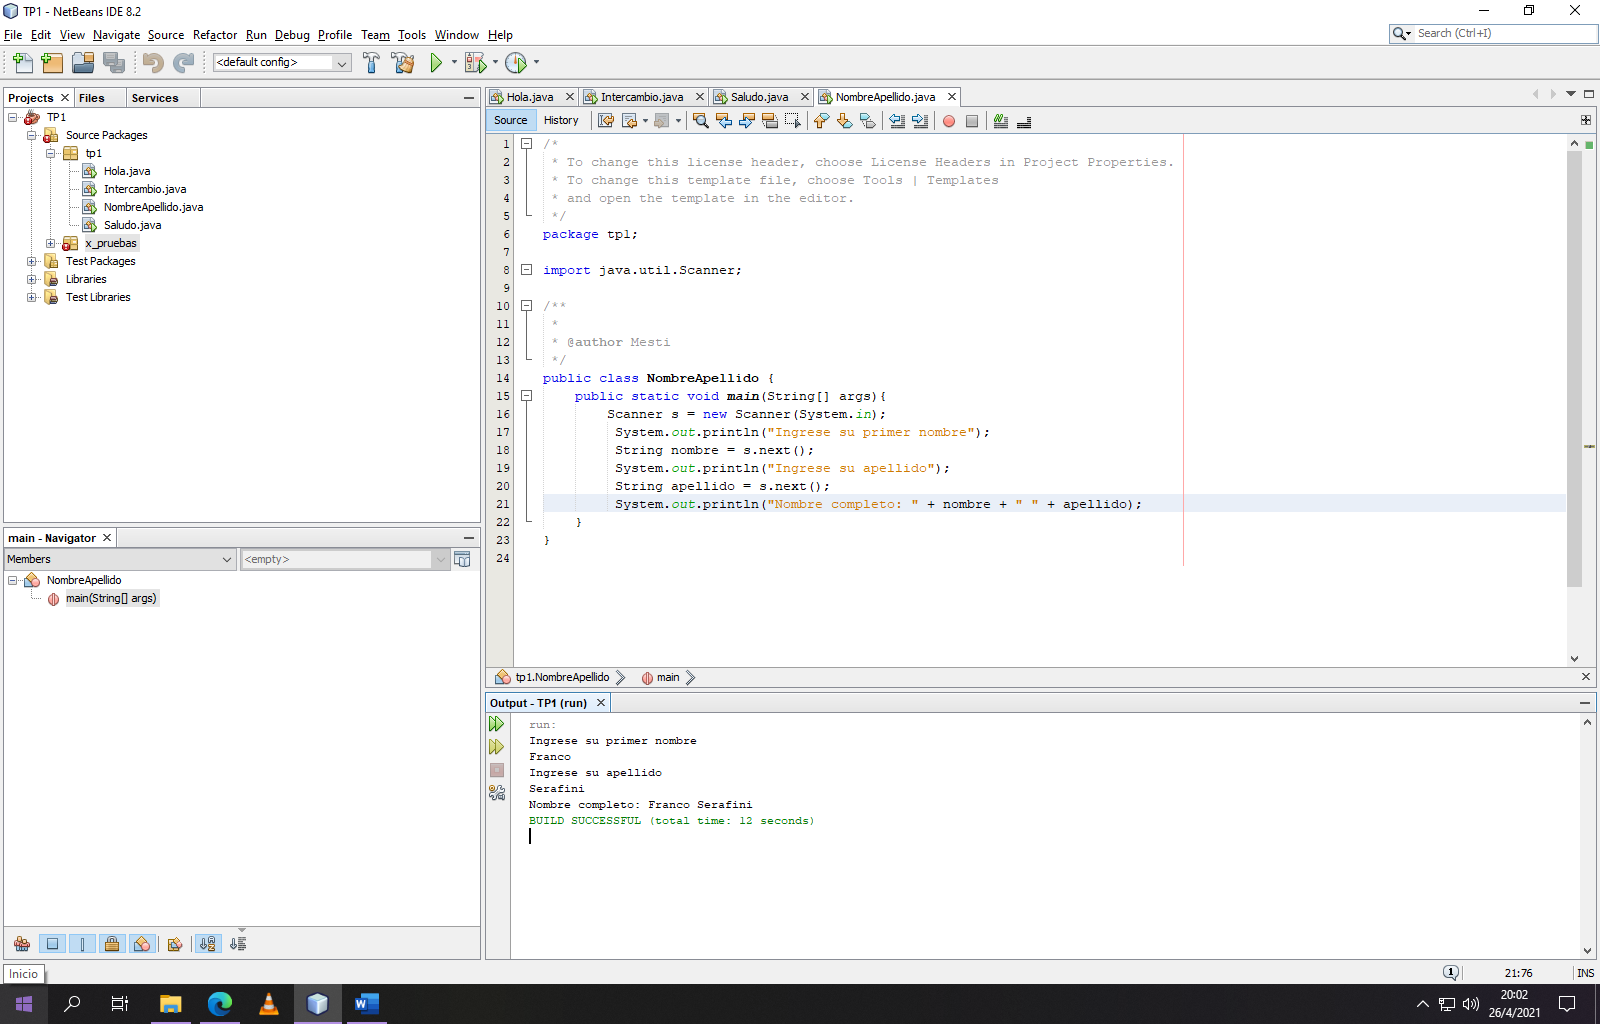 TP1 - NetBeans IDE 8.2
File Edit View Navigate Source Refactor Run Debug Profile Team Tools Window Help
Search (Ctrl+I)
<default config>
Projects Files Services
TP1
Source Packages
tp1
Hola.java
Intercambio.java
NombreApellido.java
Saludo.java
x_pruebas
Test Packages
Libraries
Test Libraries
main - Navigator
Members <empty>
NombreApellido
main(String[] args)
Hola.java Intercambio.java Saludo.java NombreApellido.java
Source History
1 /*
2 * To change this license header, choose License Headers in Project Properties.
3 * To change this template file, choose Tools | Templates
4 * and open the template in the editor.
5 */
6 package tp1;
7
8 import java.util.Scanner;
9
10 /**
11 *
12 * @author Mesti
13 */
14 public class NombreApellido {
15 public static void main(String[] args){
16 Scanner s = new Scanner(System.in);
17 System.out.println("Ingrese su primer nombre");
18 String nombre = s.next();
19 System.out.println("Ingrese su apellido");
20 String apellido = s.next();
21 System.out.println("Nombre completo: " + nombre + " " + apellido);
22 }
23 }
24
tp1.NombreApellido main
Output - TP1 (run)
run:
Ingrese su primer nombre
Franco
Ingrese su apellido
Serafini
Nombre completo: Franco Serafini
BUILD SUCCESSFUL (total time: 12 seconds)
Inicio
1 21:76 INS
20:02
26/4/2021